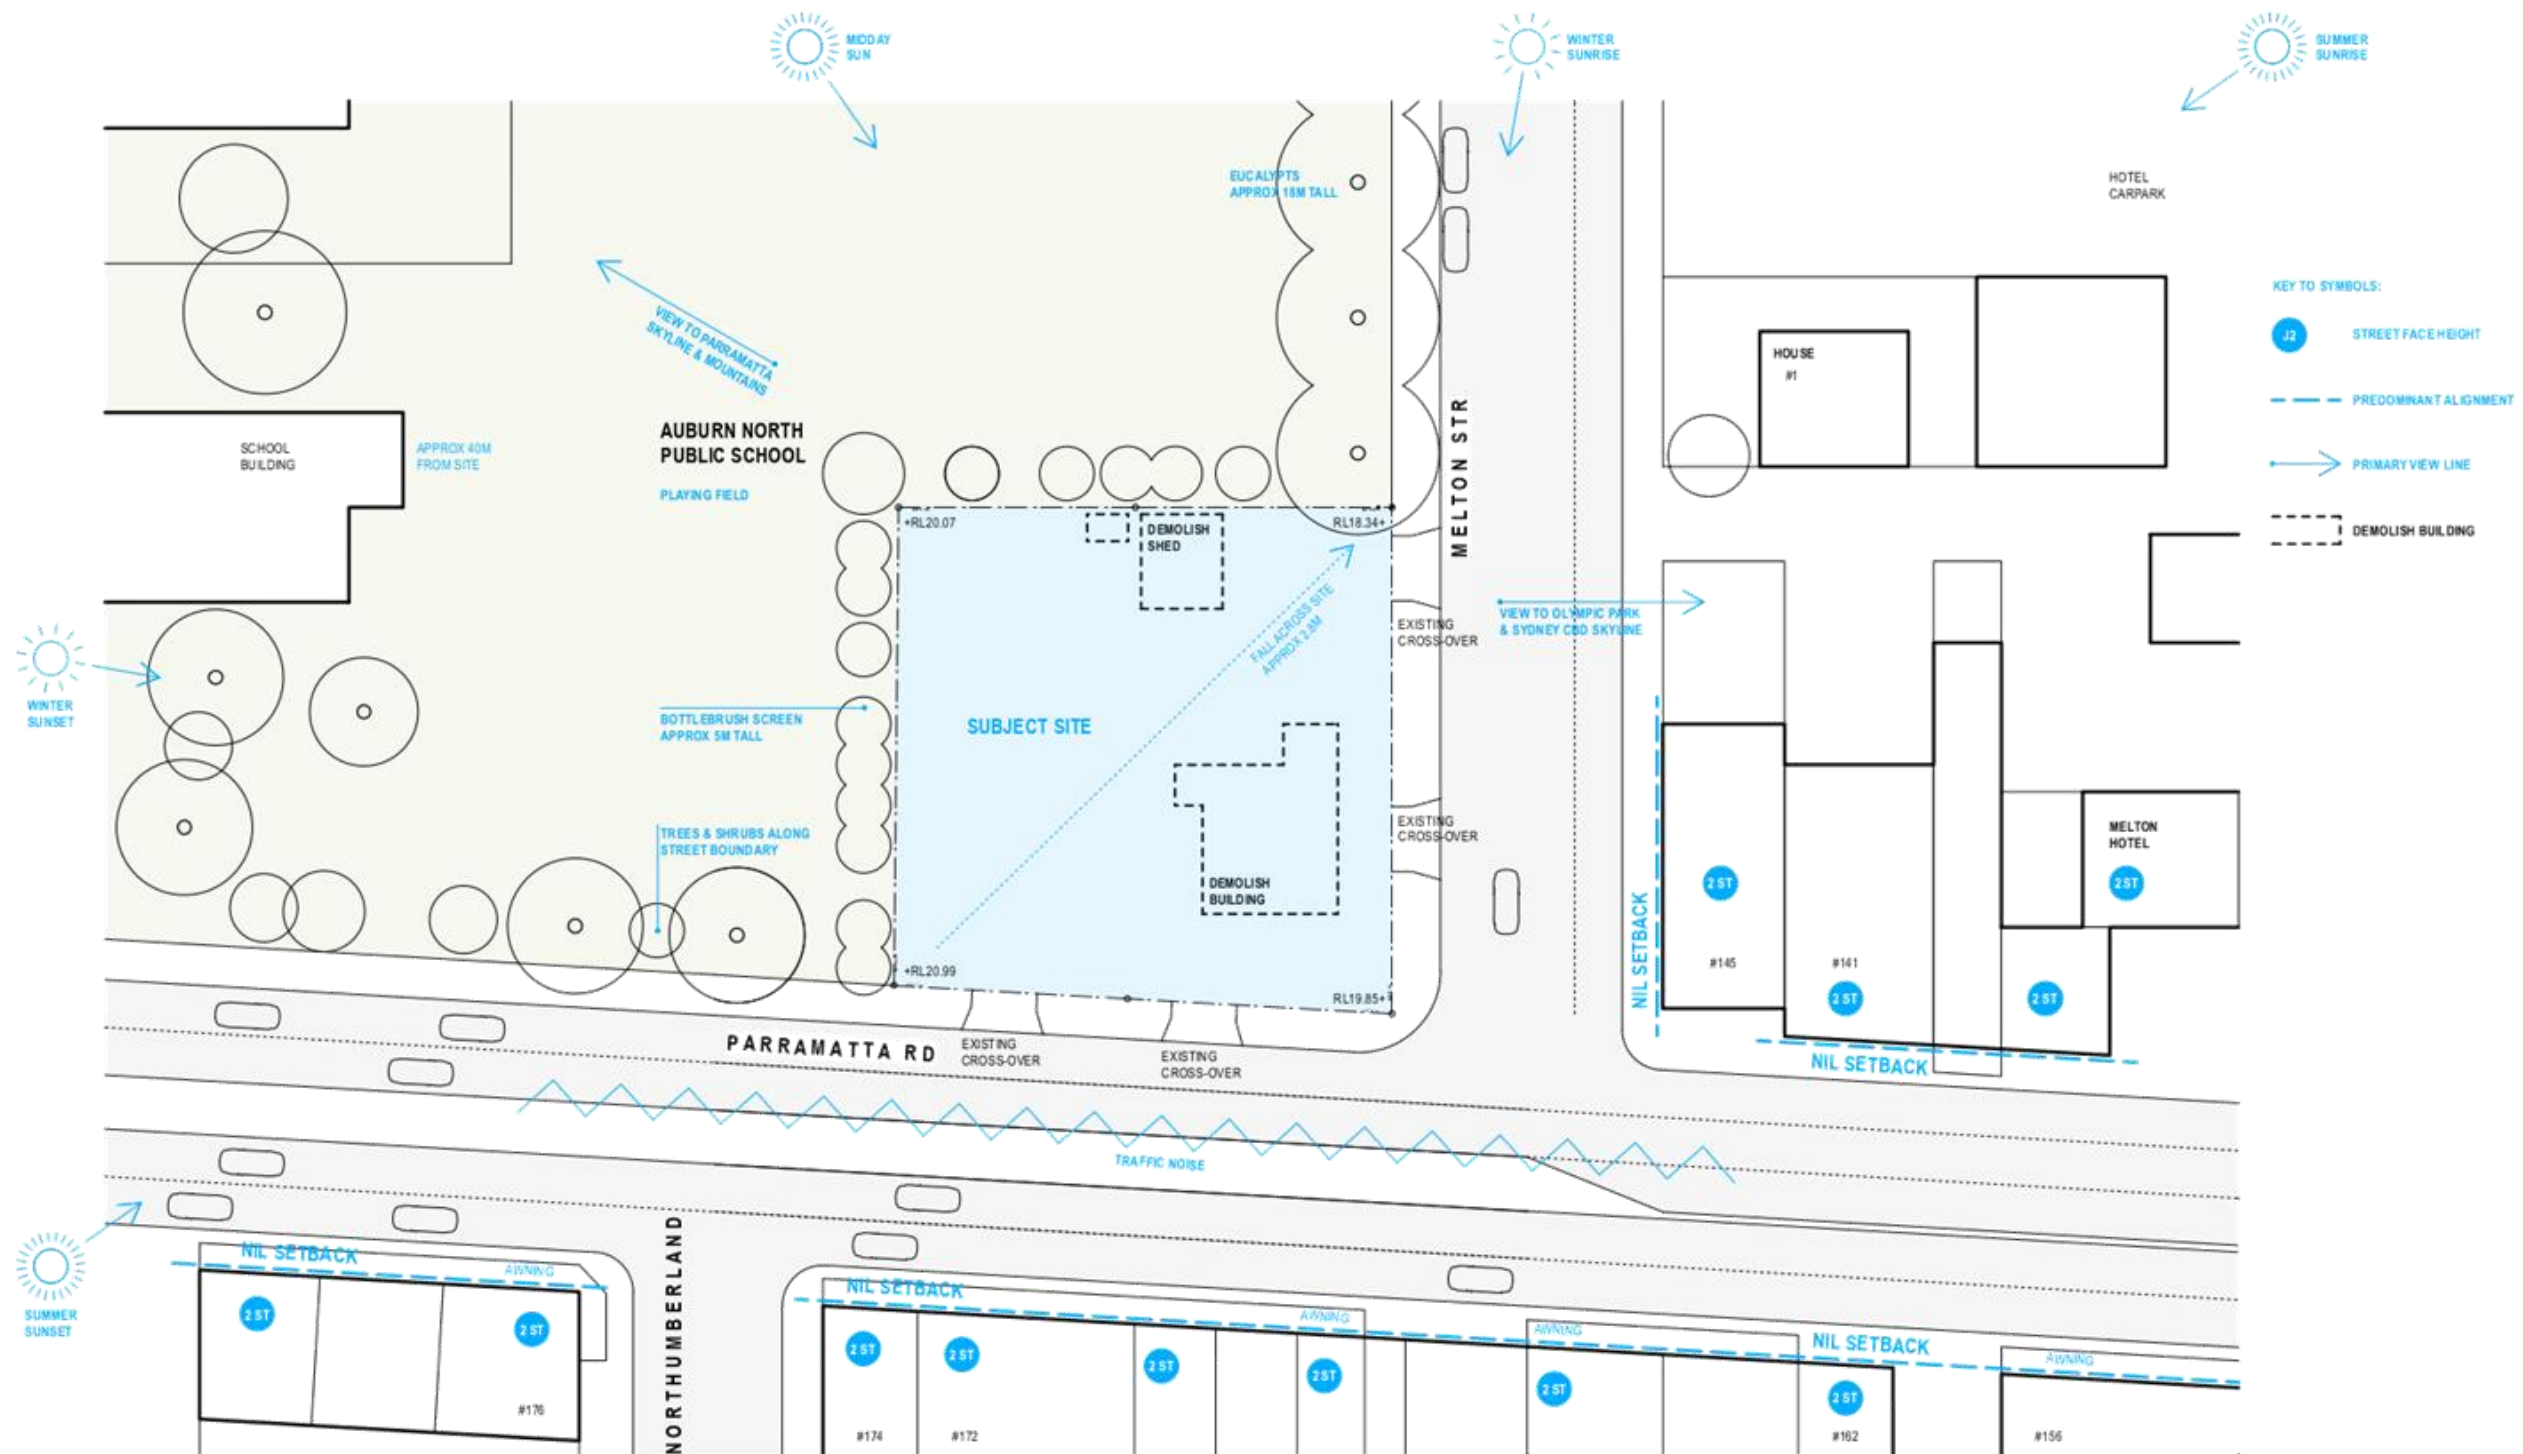 MIDDAY
SUN
WINTER
SUNRISE
SUMMER
SUNRISE
EUCALYPTS
APPROX 18M TALL
HOTEL
CARPARK
VIEW TO PARRAMATTA
SKYLINE & MOUNTAINS
KEY TO SYMBOLS:
J2
STREET FACE HEIGHT
PREDOMINANT ALIGNMENT
PRIMARY VIEW LINE
DEMOLISH BUILDING
HOUSE
#1
SCHOOL
BUILDING
APPROX 40M
FROM SITE
AUBURN NORTH
PUBLIC SCHOOL
PLAYING FIELD
MELTON STR
+RL20.07
DEMOLISH
SHED
RL18.34+
FALL ACROSS SITE
APPROX 2.8M
EXISTING
CROSS-OVER
VIEW TO OLYMPIC PARK
& SYDNEY CBD SKYLINE
WINTER
SUNSET
BOTTLEBRUSH SCREEN
APPROX 5M TALL
SUBJECT SITE
TREES & SHRUBS ALONG
STREET BOUNDARY
EXISTING
CROSS-OVER
DEMOLISH
BUILDING
MELTON
HOTEL
2 ST
2 ST
NIL SETBACK
#145
#141
2 ST
2 ST
+RL20.99
RL19.85+
PARRAMATTA RD
EXISTING
CROSS-OVER
EXISTING
CROSS-OVER
NIL SETBACK
TRAFFIC NOISE
SUMMER
SUNSET
NIL SETBACK
AWNING
2 ST
2 ST
#176
NORTHUMBERLAND
NIL SETBACK
AWNING
AWNING
NIL SETBACK
AWNING
2 ST
2 ST
2 ST
2 ST
2 ST
2 ST
#174
#172
#162
#156